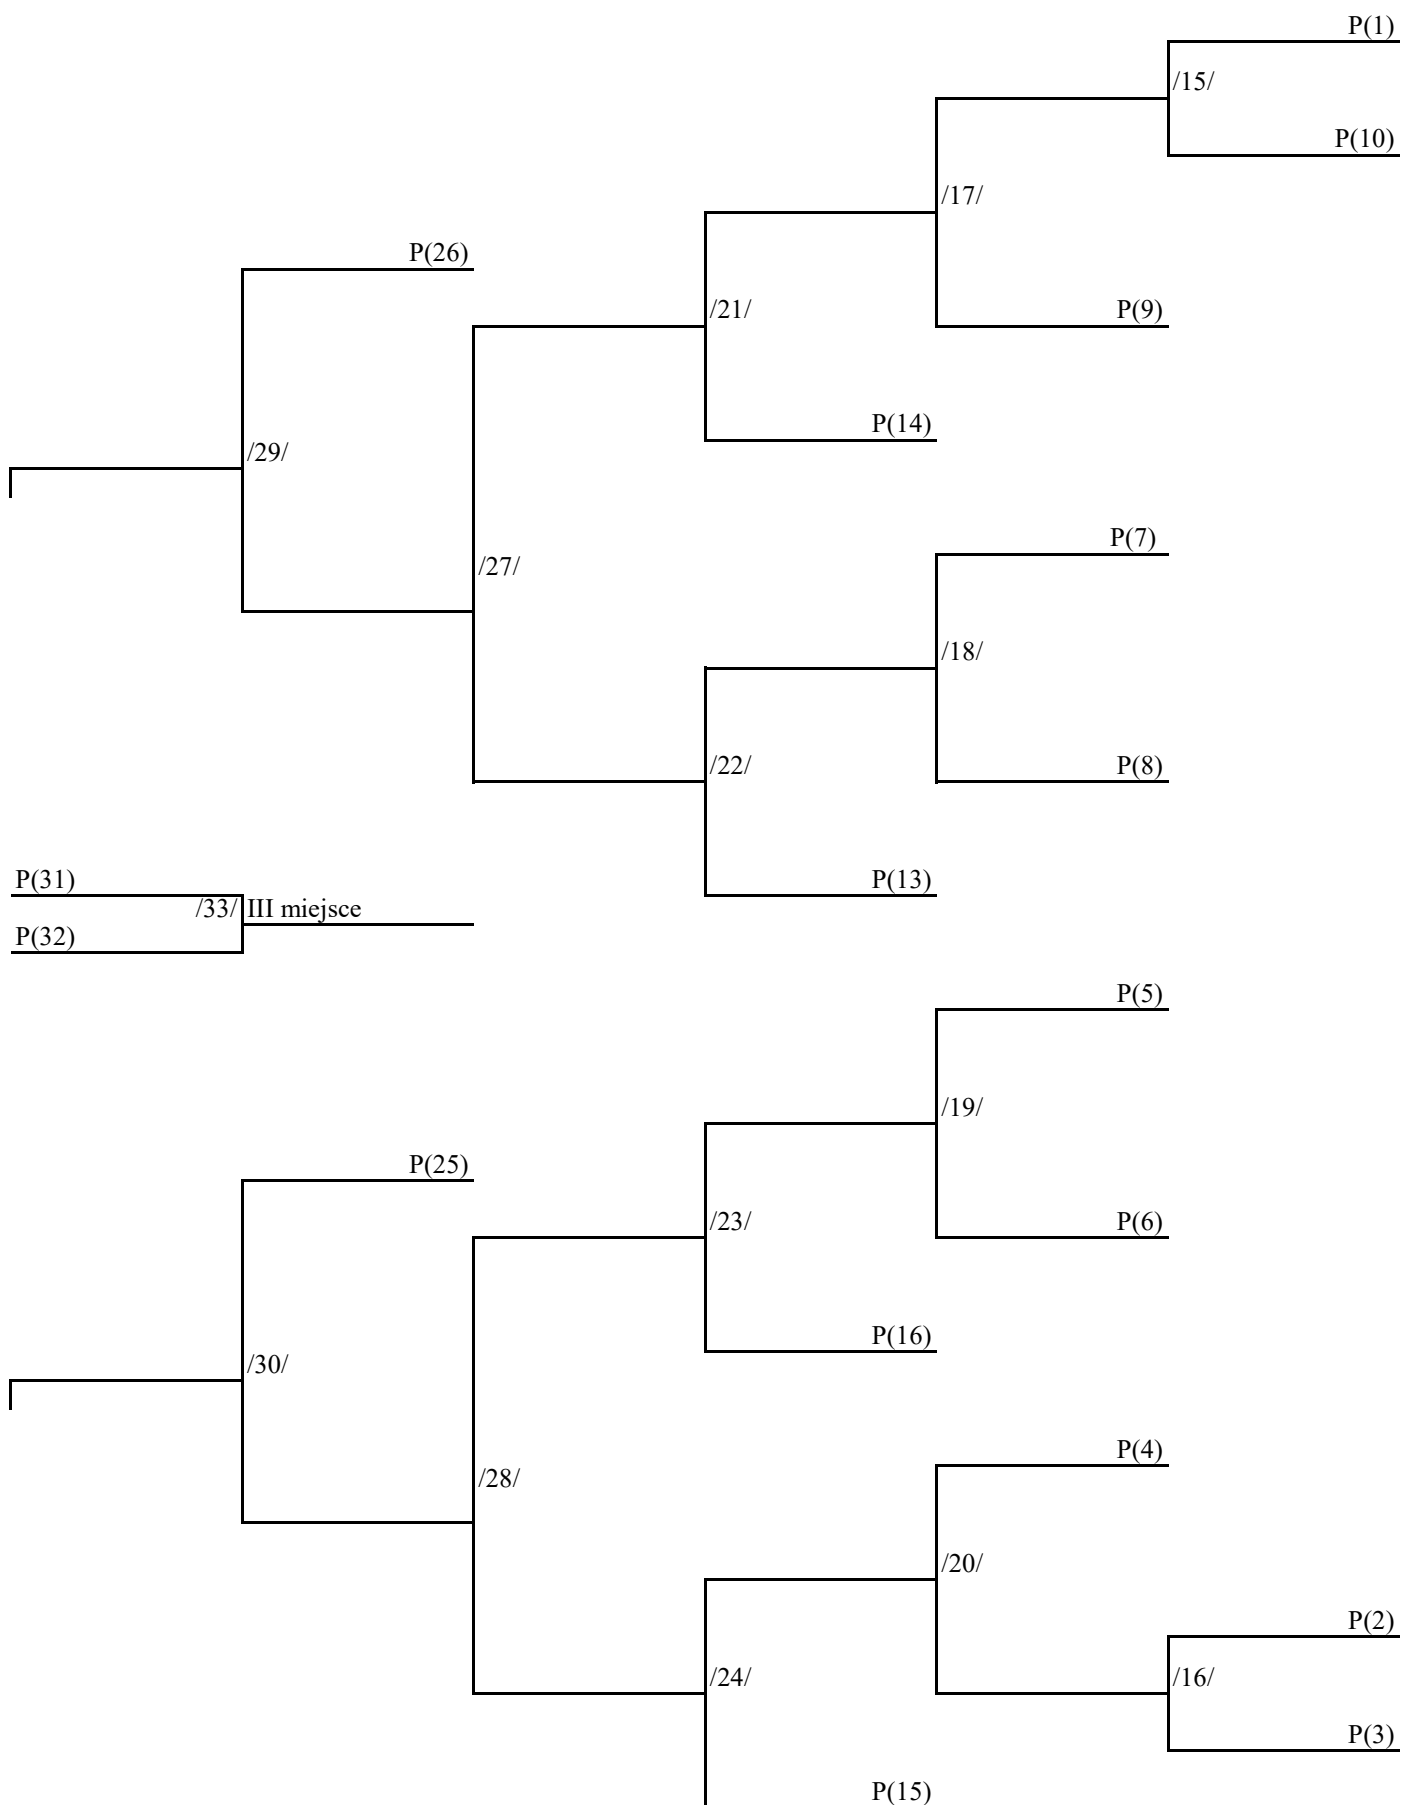 P(1)
/15/
P(10)
/17/
P(26)
/21/
P(9)
P(14)
/29/
P(7)
/27/
/18/
/22/
P(8)
P(31)
P(13)
/33/ III miejsce
P(32)
P(5)
/19/
P(25)
/23/
P(6)
P(16)
/30/
P(4)
/28/
/20/
P(2)
/24/
/16/
P(3)
P(15)